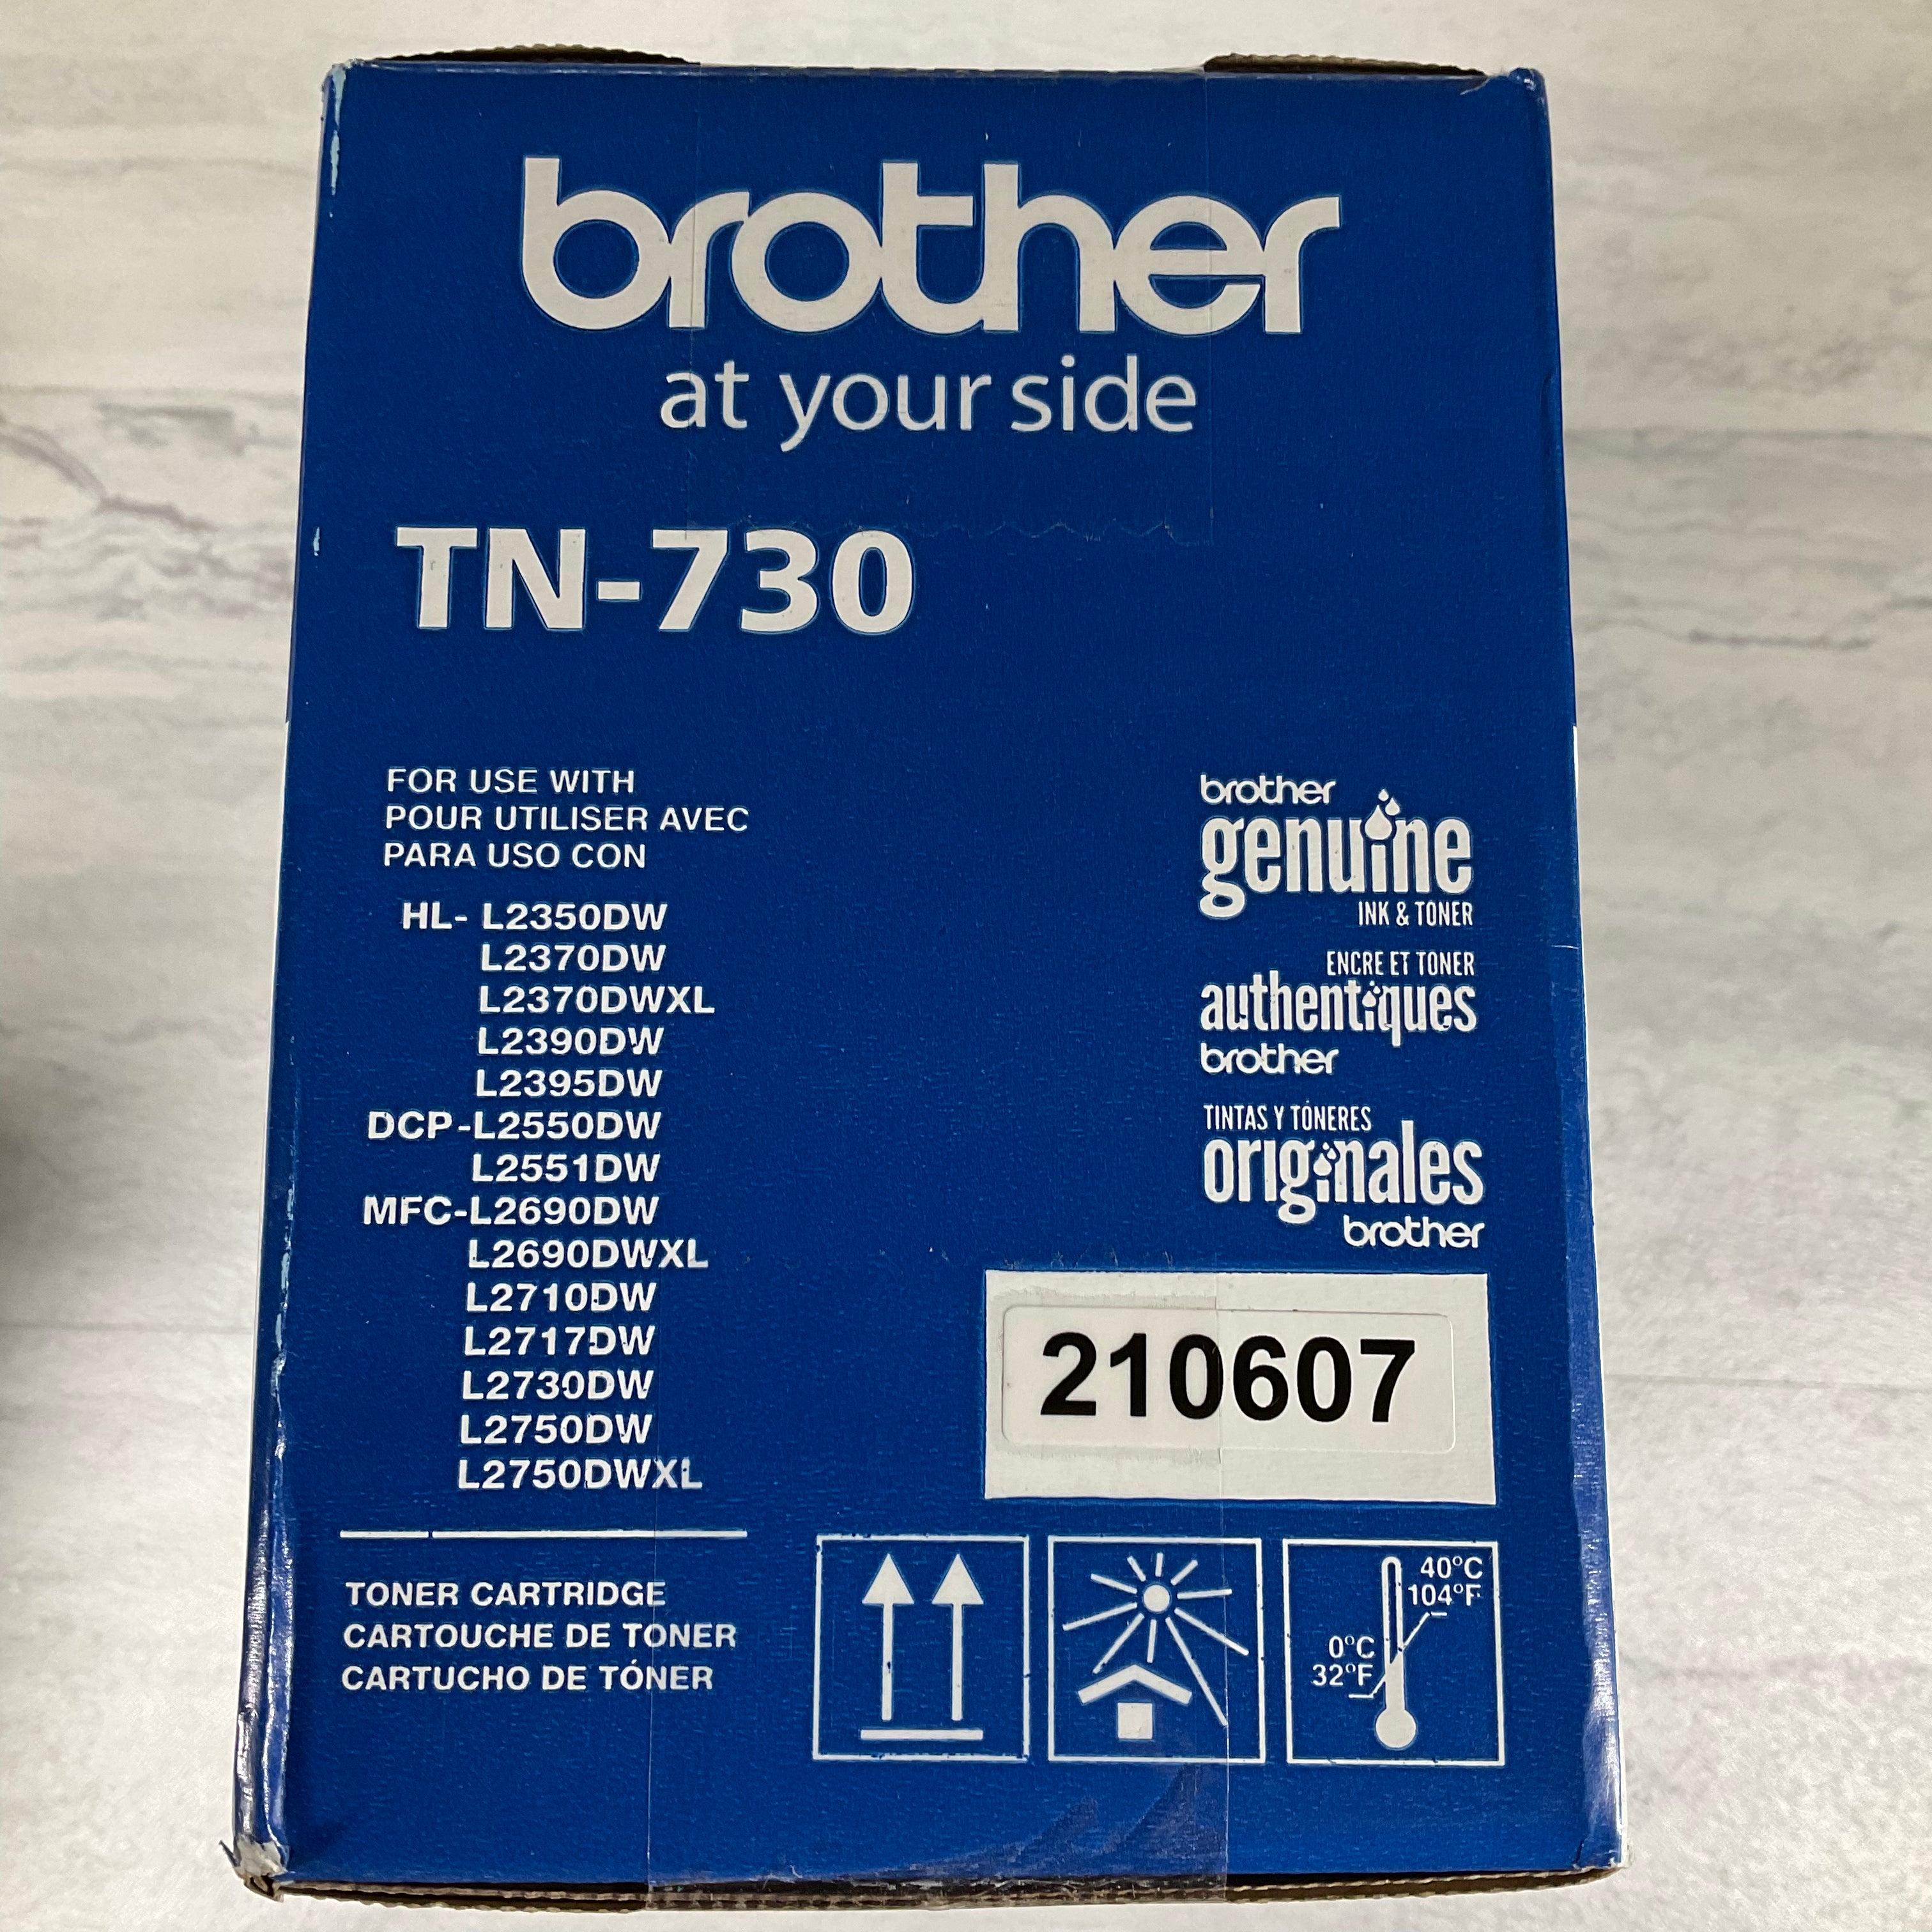 brother
at your side
TN-730
FOR USE WITH
POUR UTILISER AVEC
PARA USO CON
HL- L2350DW
L2370DW
L2370DWXL
L2390DW
L2395DW
DCP-L2550DW
L2551DW
MFC-L2690DW
L2690DWXL
L2710DW
L2717DW
L2730DW
L2750DW
L2750DWXL
TONER CARTRIDGE
CARTOUCHE DE TONER
CARTUCHO DE TÓNER
brother
genuine
INK & TONER
ENCRE ET TONER
authentiques
brother
TINTAS Y TÓNERES
originales
brother
210607
40°C
104°F
0°C
32°F